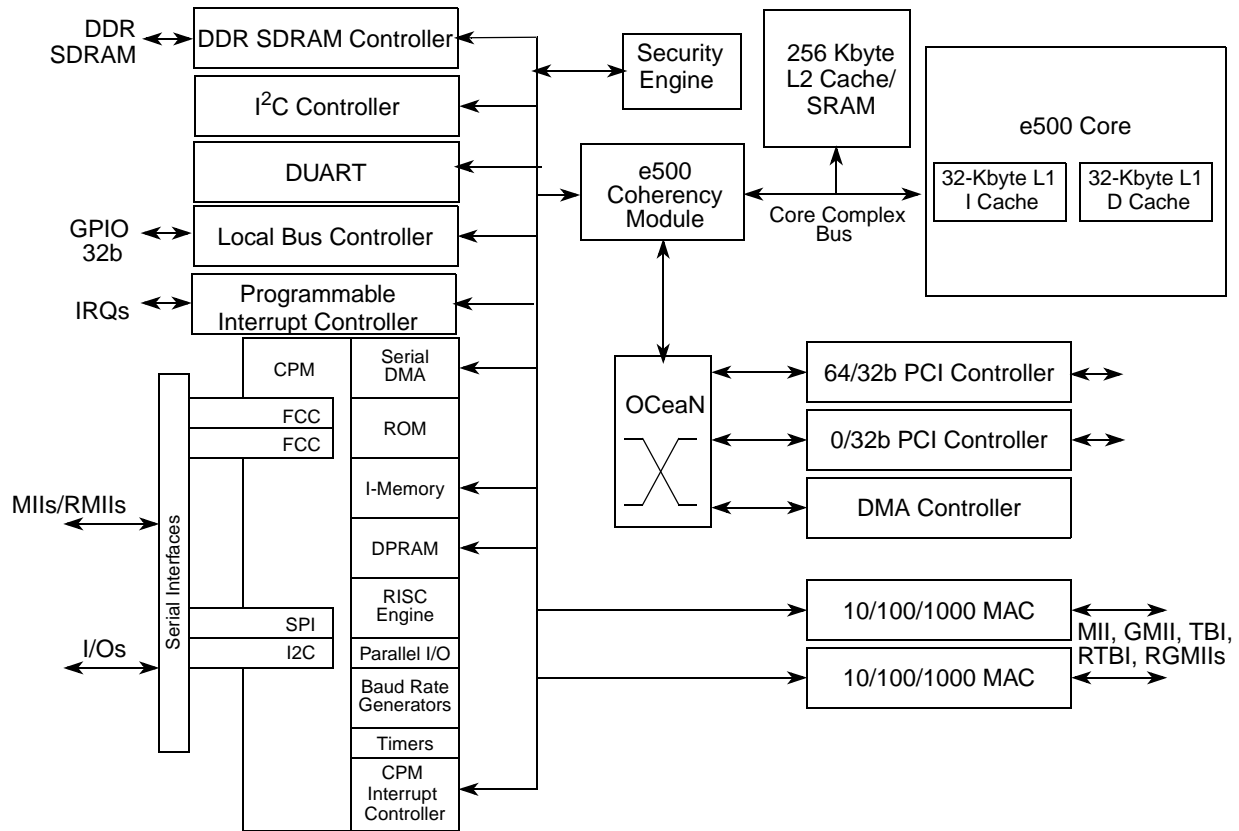 DDR
SDRAM
DDR SDRAM Controller
Security
Engine
256 Kbyte
L2 Cache/
SRAM
e500 Core
32-Kbyte L1
I Cache
32-Kbyte L1
D Cache
I²C Controller
DUART
e500
Coherency
Module
Core Complex
Bus
GPIO
32b
Local Bus Controller
IRQs
Programmable
Interrupt Controller
CPM
Serial
DMA
FCC
FCC
ROM
I-Memory
MIIs/RMIIs
DPRAM
Serial Interfaces
RISC
Engine
SPI
I/Os
I2C
Parallel I/O
Baud Rate
Generators
Timers
CPM
Interrupt
Controller
OCeaN
64/32b PCI Controller
0/32b PCI Controller
DMA Controller
10/100/1000 MAC
10/100/1000 MAC
MII, GMII, TBI,
RTBI, RGMIIs